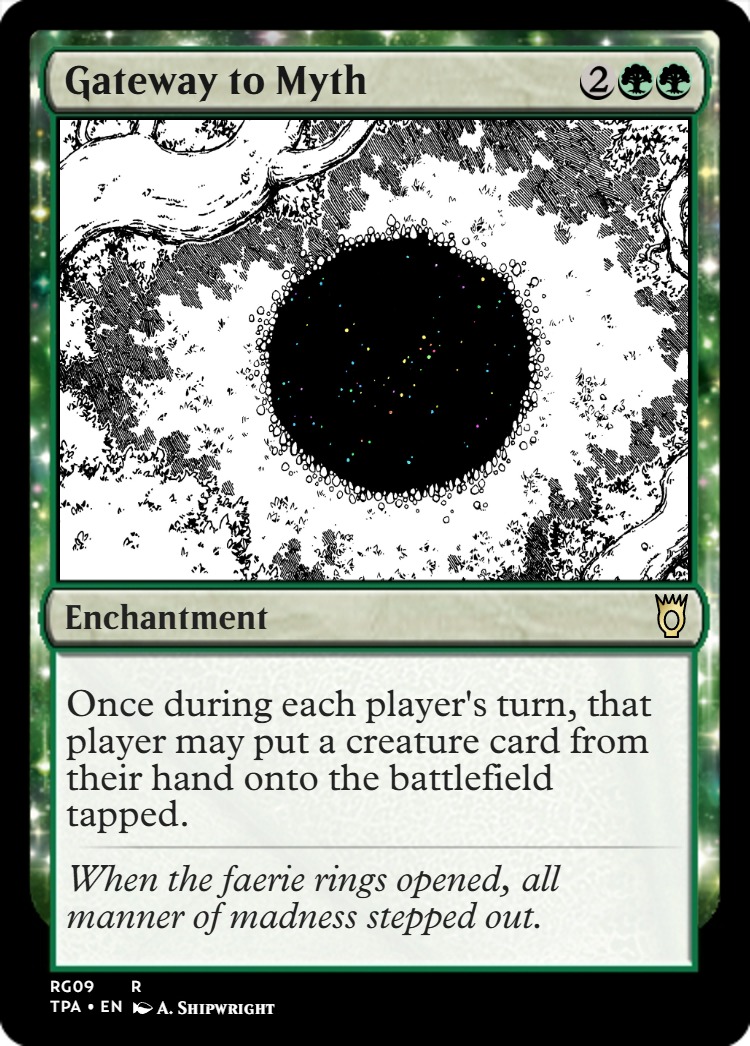 Gateway to Myth 2
Enchantment
Once during each player's turn, that
player may put a creature card from
their hand onto the battlefield
tapped.
When the faerie rings opened, all
manner of madness stepped out.
RG09 R
TPA • EN A. Shipwright